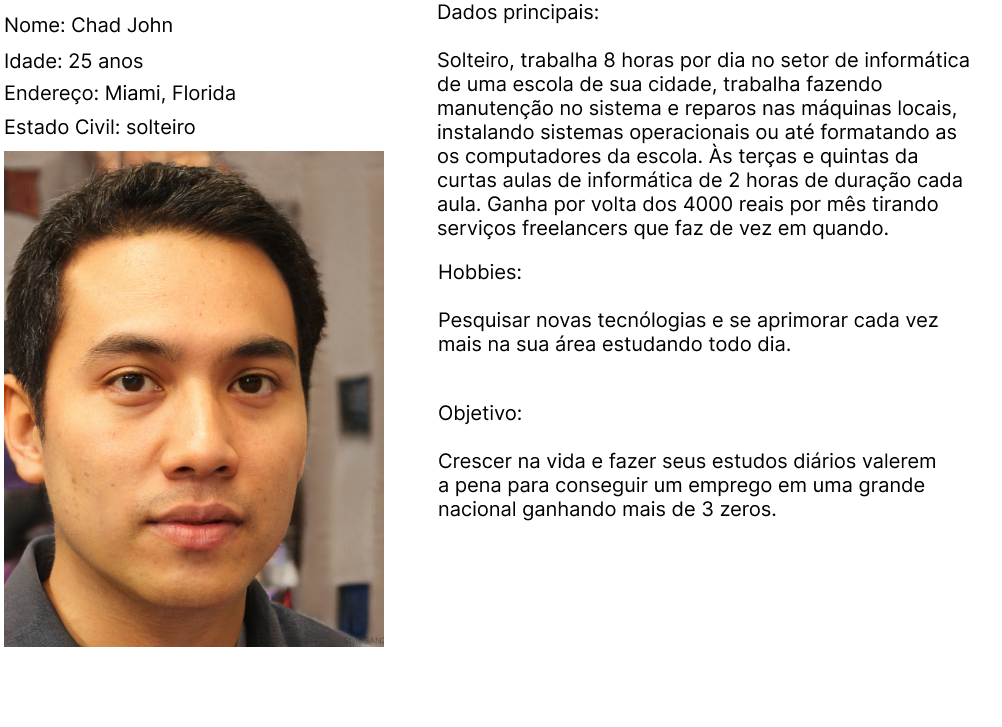 Nome: Chad John
Idade: 25 anos
Endereço: Miami, Florida
Estado Civil: solteiro
Dados principais:
Solteiro, trabalha 8 horas por dia no setor de informática
de uma escola de sua cidade, trabalha fazendo
manutenção no sistema e reparos nas máquinas locais,
instalando sistemas operacionais ou até formatando as
os computadores da escola. Às terças e quintas da
curtas aulas de informática de 2 horas de duração cada
aula. Ganha por volta dos 4000 reais por mês tirando
serviços freelancers que faz de vez em quando.
Hobbies:
Pesquisar novas tecnólogias e se aprimorar cada vez
mais na sua área estudando todo dia.
Objetivo:
Crescer na vida e fazer seus estudos diários valerem
a pena para conseguir um emprego em uma grande
nacional ganhando mais de 3 zeros.